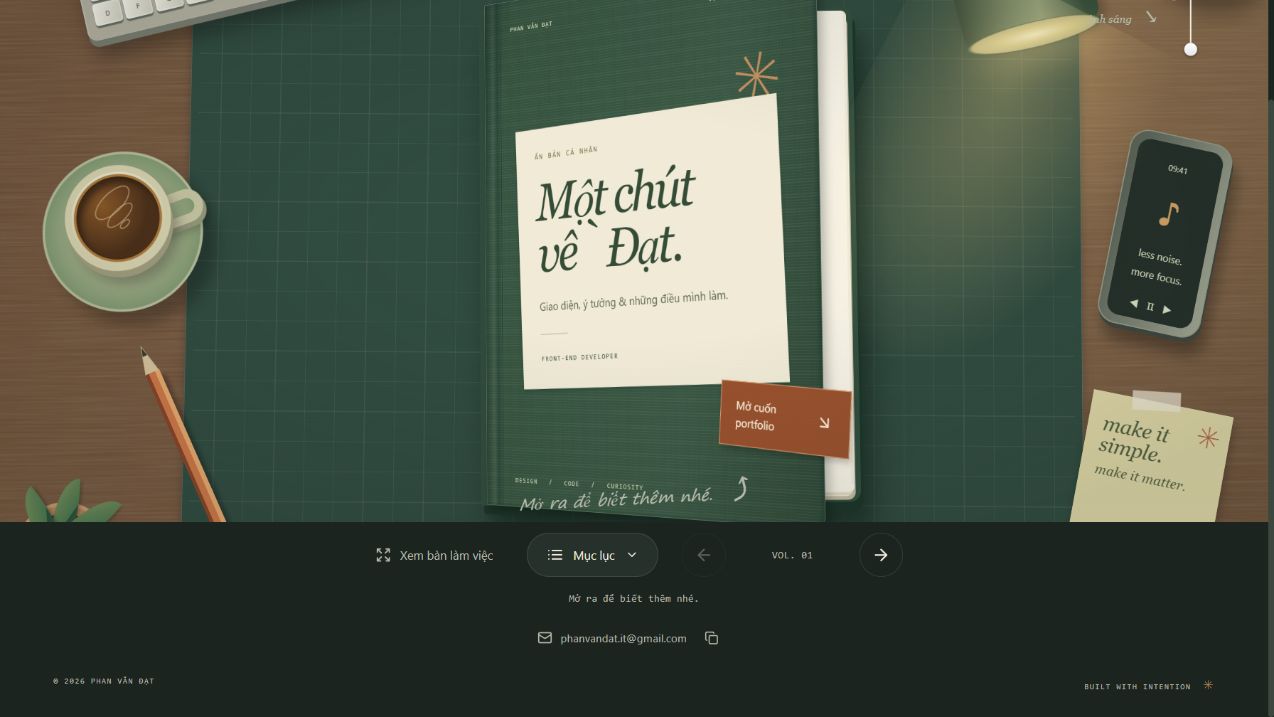 D F
PHAN VĂN ĐẠT
ánh sáng
ẤN BẢN CÁ NHÂN
Một chút
về Đạt.
Giao diện, ý tưởng & những điều mình làm.
FRONT-END DEVELOPER
Mở cuốn
portfolio
DESIGN / CODE / CURIOSITY
Mở ra để biết thêm nhé.
09:41
less noise.
more focus.
make it
simple.
make it matter.
Xem bàn làm việc
Mục lục
VOL. 01
Mở ra để biết thêm nhé.
phanvandat.it@gmail.com
© 2026 PHAN VĂN ĐẠT
BUILT WITH INTENTION